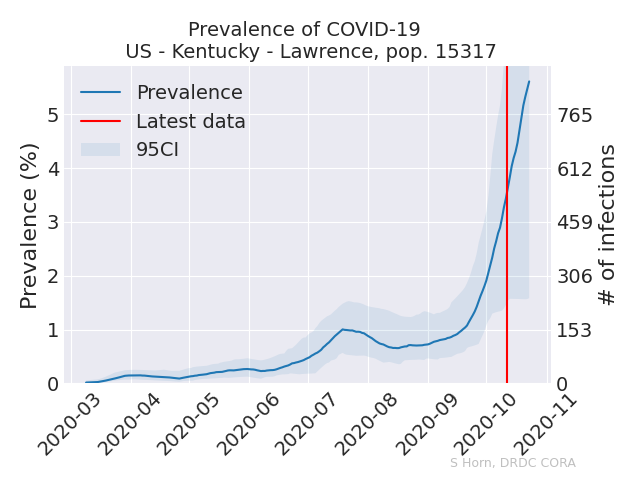 Prevalence of COVID-19
US - Kentucky - Lawrence, pop. 15317
Prevalence
Latest data
95CI
Prevalence (%)
5
4
3
2
1
0
765
612
459
306
153
0
# of infections
2020-03
2020-04
2020-05
2020-06
2020-07
2020-08
2020-09
2020-10
2020-11
S Horn, DRDC CORA